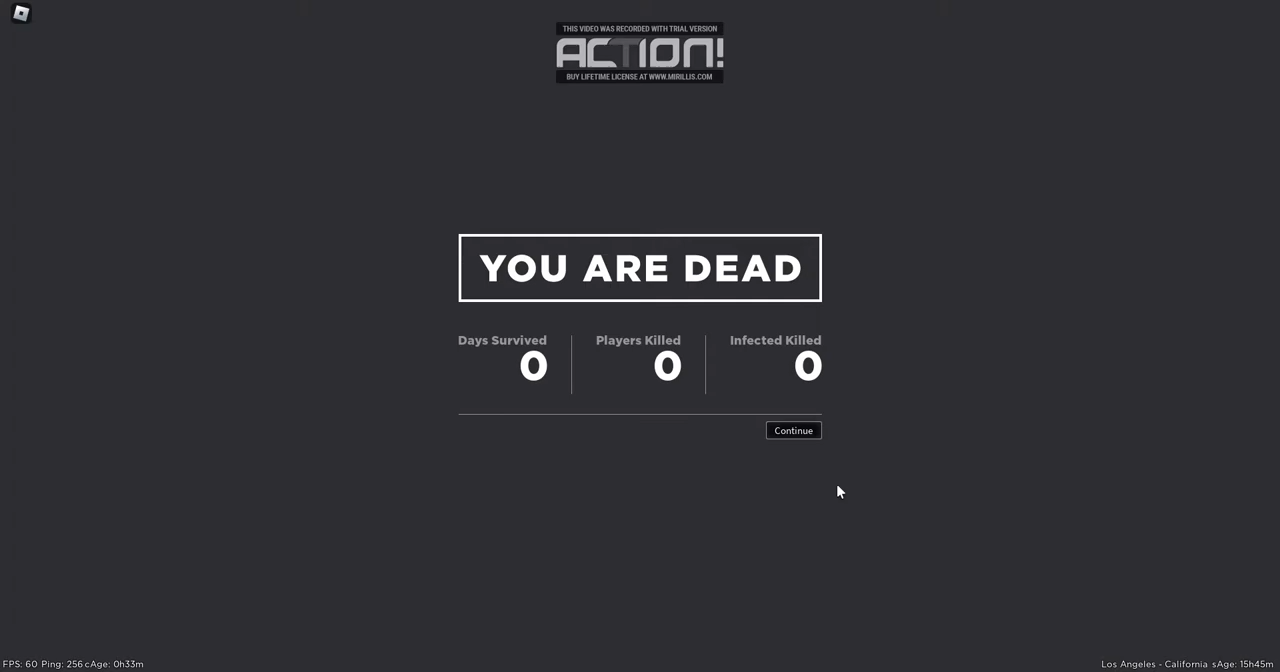 THIS VIDEO WAS RECORDED WITH TRIAL VERSION
ACTION!
BUY LIFETIME LICENSE AT WWW.MIRILLIS.COM
YOU ARE DEAD
Days Survived Players Killed Infected Killed
0 0 0
Continue
FPS: 60 Ping: 256 cAge: 0h33m Los Angeles - California sAge: 15h45m